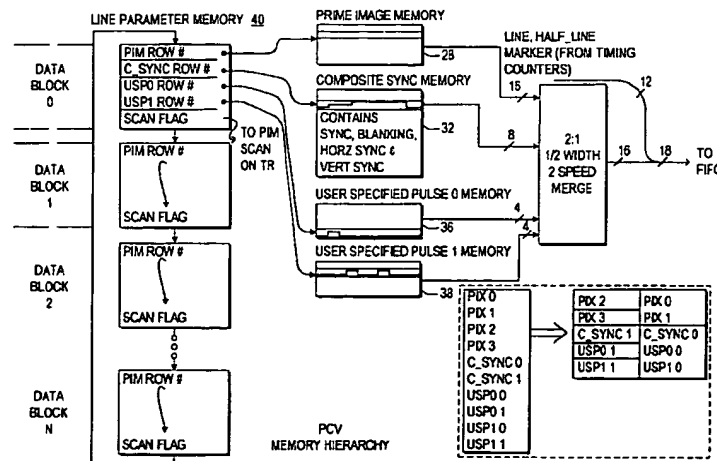 LINE PARAMETER MEMORY 40
DATA
BLOCK
0
PIM ROW #
C_SYNC ROW #
USP0 ROW #
USP1 ROW #
SCAN FLAG
TO PIM
SCAN
ON TR
DATA
BLOCK
1
PIM ROW #
SCAN FLAG
DATA
BLOCK
2
PIM ROW #
SCAN FLAG
DATA
BLOCK
N
PIM ROW #
SCAN FLAG
PRIME IMAGE MEMORY
28
COMPOSITE SYNC MEMORY
CONTAINS
SYNC, BLANKING,
HORZ SYNC &
VERT SYNC
32
USER SPECIFIED PULSE 0 MEMORY
36
USER SPECIFIED PULSE 1 MEMORY
38
LINE, HALF_LINE
MARKER (FROM TIMING
COUNTERS)
15
12
8
4
4
2:1
1/2 WIDTH
2 SPEED
MERGE
16
18
TO
FIFO
PIX 0
PIX 1
PIX 2
PIX 3
C_SYNC 0
C_SYNC 1
USP0 0
USP0 1
USP1 0
USP1 1
PIX 2 PIX 0
PIX 3 PIX 1
C_SYNC 1 C_SYNC 0
USP0 1 USP0 0
USP1 1 USP1 0
PCV
MEMORY HIERARCHY